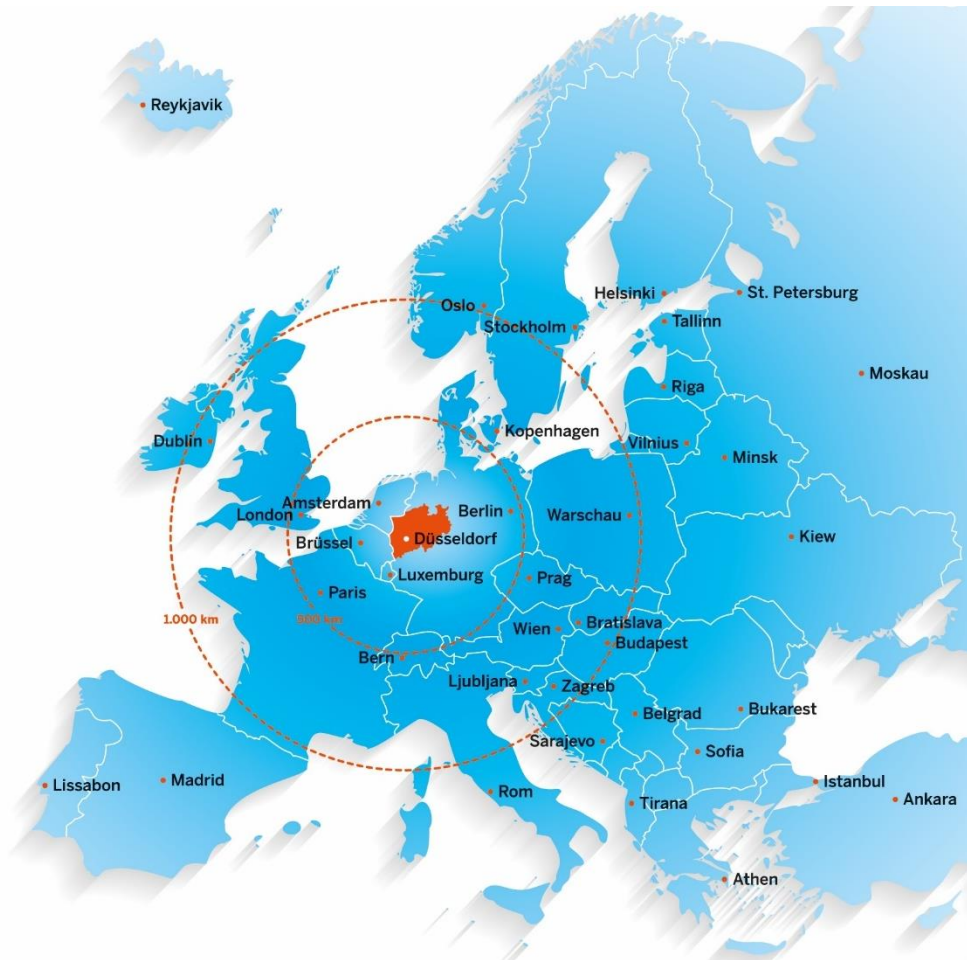 Reykjavik
Oslo
Helsinki
St. Petersburg
Stockholm
Tallinn
Moskau
Riga
Dublin
Kopenhagen
Vilnius
Minsk
Amsterdam
London
Berlin
Warschau
Brüssel
Düsseldorf
Kiew
Luxemburg
Prag
Paris
1.000 km
500 km
Wien
Bratislava
Budapest
Bern
Ljubljana
Zagreb
Belgrad
Bukarest
Sarajevo
Sofia
Lissabon
Madrid
Rom
Istanbul
Tirana
Ankara
Athen